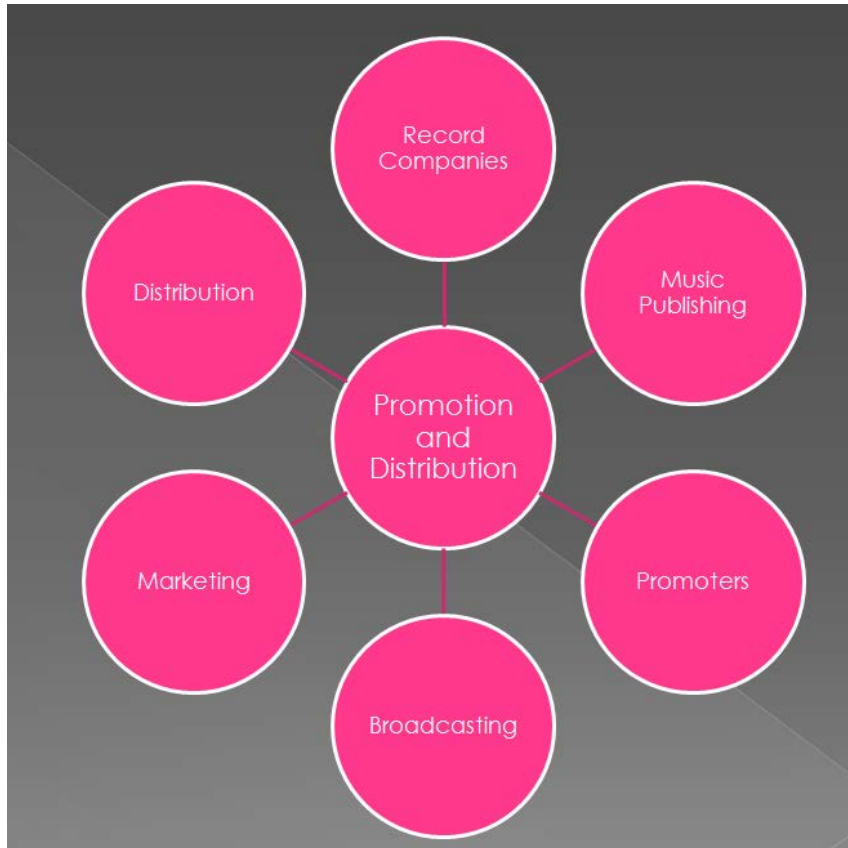 Record
Companies
Music
Publishing
Promoters
Broadcasting
Marketing
Distribution
Promotion
and
Distribution